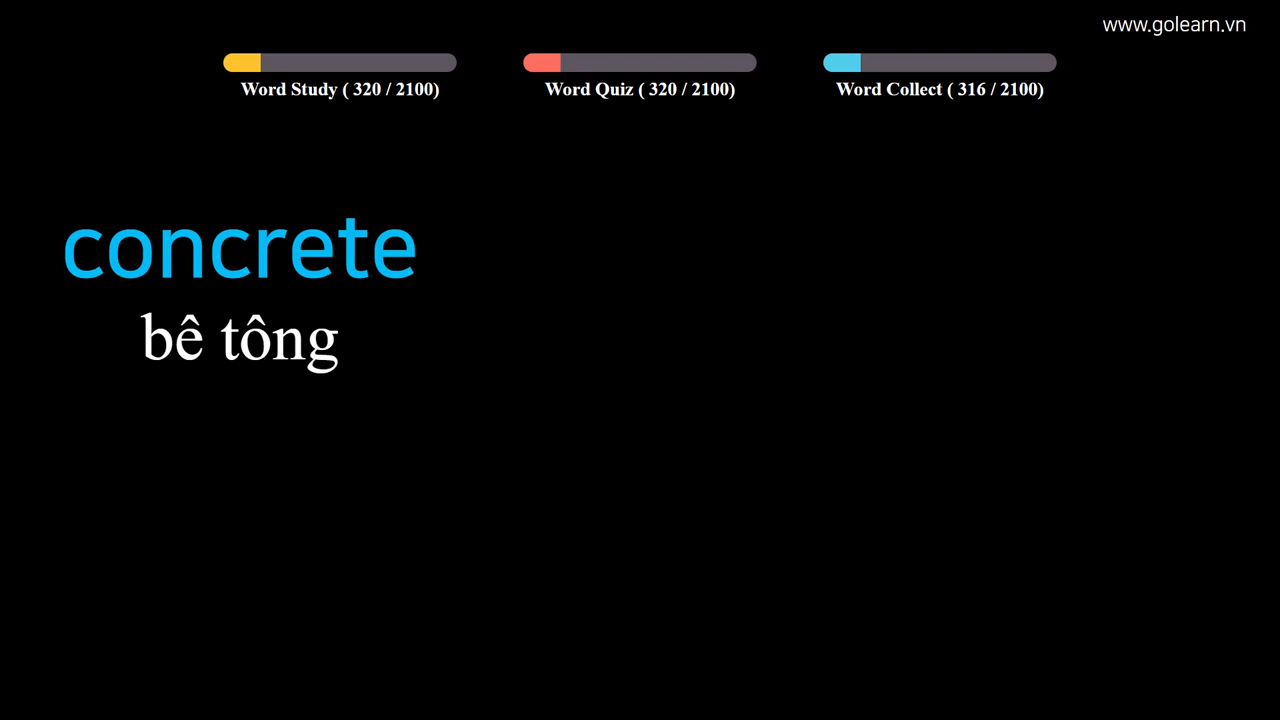 www.golearn.vn
Word Study ( 320 / 2100)
Word Quiz ( 320 / 2100)
Word Collect ( 316 / 2100)
concrete
bê tông